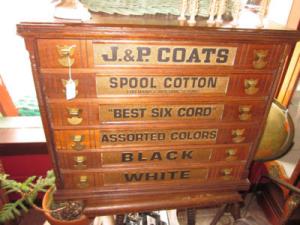 J.&P. COATS
SPOOL COTTON
"BEST SIX CORD"
ASSORTED COLORS
BLACK
WHITE